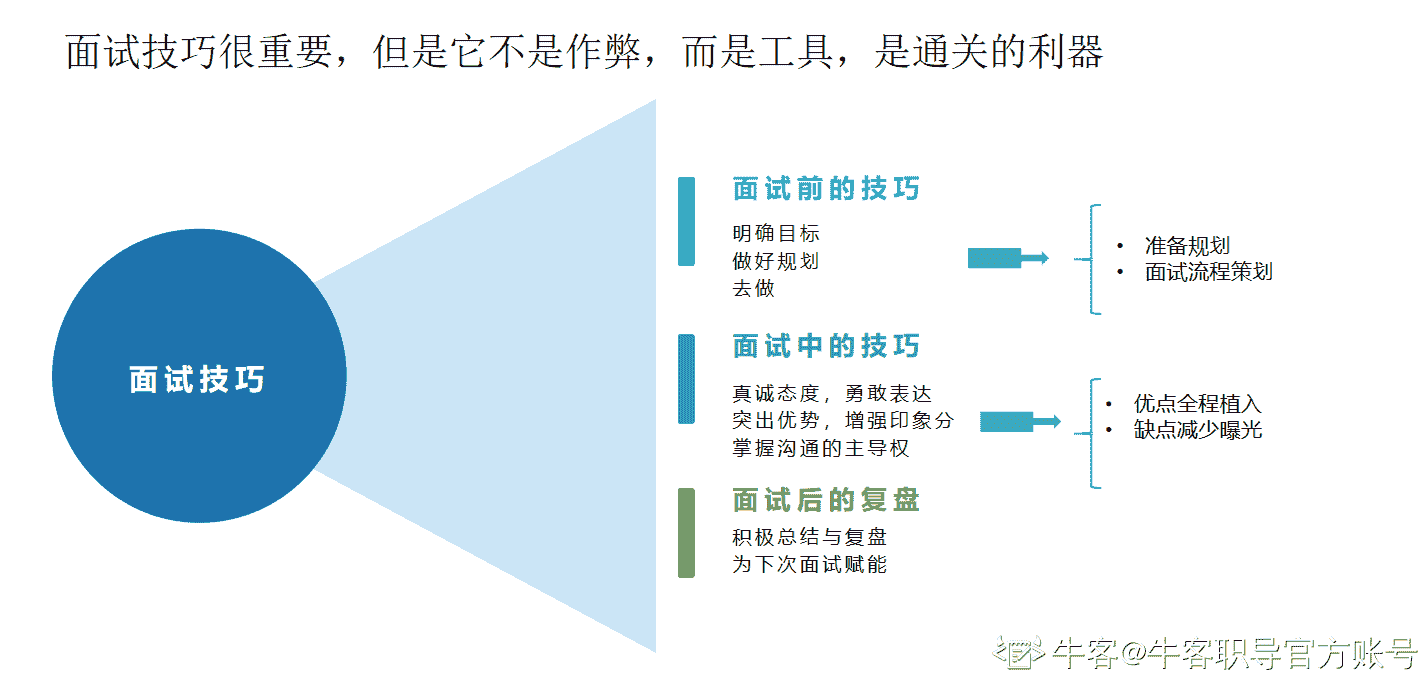 面试技巧很重要，但是它不是作弊，而是工具，是通关的利器
面试技巧
面试前的技巧
明确目标
做好规划
去做
• 准备规划
• 面试流程策划
面试中的技巧
真诚态度，勇敢表达
突出优势，增强印象分
掌握沟通的主导权
• 优点全程植入
• 缺点减少曝光
面试后的复盘
积极总结与复盘
为下次面试赋能
牛客@牛客职导官方账号